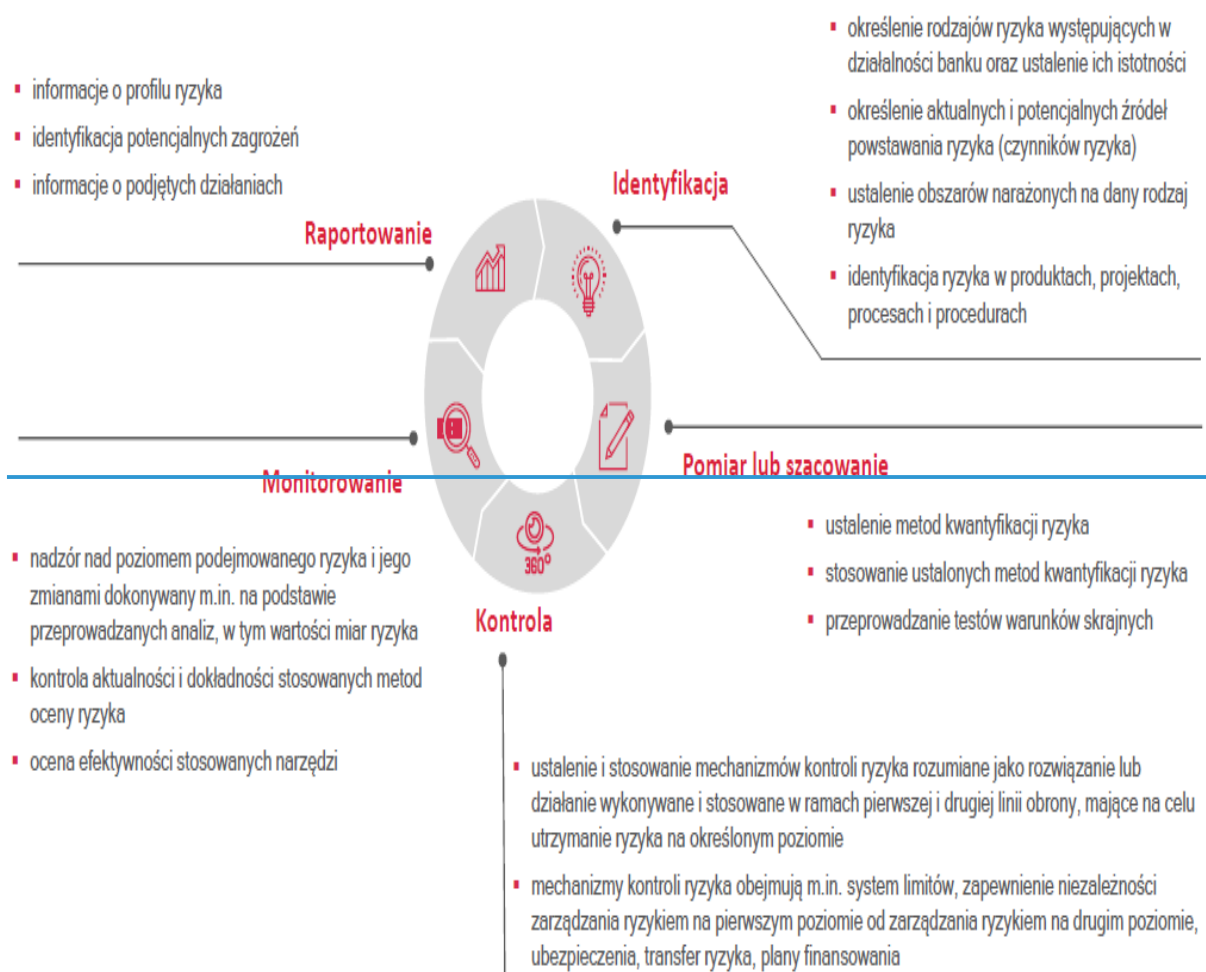 ▪ informacje o profilu ryzyka
▪ identyfikacja potencjalnych zagrożeń
▪ informacje o podjętych działaniach
Raportowanie
Identyfikacja
▪ określenie rodzajów ryzyka występujących w
działalności banku oraz ustalenie ich istotności
▪ określenie aktualnych i potencjalnych źródeł
powstawania ryzyka (czynników ryzyka)
▪ ustalenie obszarów narażonych na dany rodzaj
ryzyka
▪ identyfikacja ryzyka w produktach, projektach,
procesach i procedurach
Monitorowanie
▪ nadzór nad poziomem podejmowanego ryzyka i jego
zmianami dokonywany m.in. na podstawie
przeprowadzanych analiz, w tym wartości miar ryzyka
▪ kontrola aktualności i dokładności stosowanych metod
oceny ryzyka
▪ ocena efektywności stosowanych narzędzi
Pomiar lub szacowanie
▪ ustalenie metod kwantyfikacji ryzyka
▪ stosowanie ustalonych metod kwantyfikacji ryzyka
▪ przeprowadzanie testów warunków skrajnych
360°
Kontrola
▪ ustalenie i stosowanie mechanizmów kontroli ryzyka rozumiane jako rozwiązanie lub
działanie wykonywane i stosowane w ramach pierwszej i drugiej linii obrony, mające na celu
utrzymanie ryzyka na określonym poziomie
▪ mechanizmy kontroli ryzyka obejmują m.in. system limitów, zapewnienie niezależności
zarządzania ryzykiem na pierwszym poziomie od zarządzania ryzykiem na drugim poziomie,
ubezpieczenia, transfer ryzyka, plany finansowania